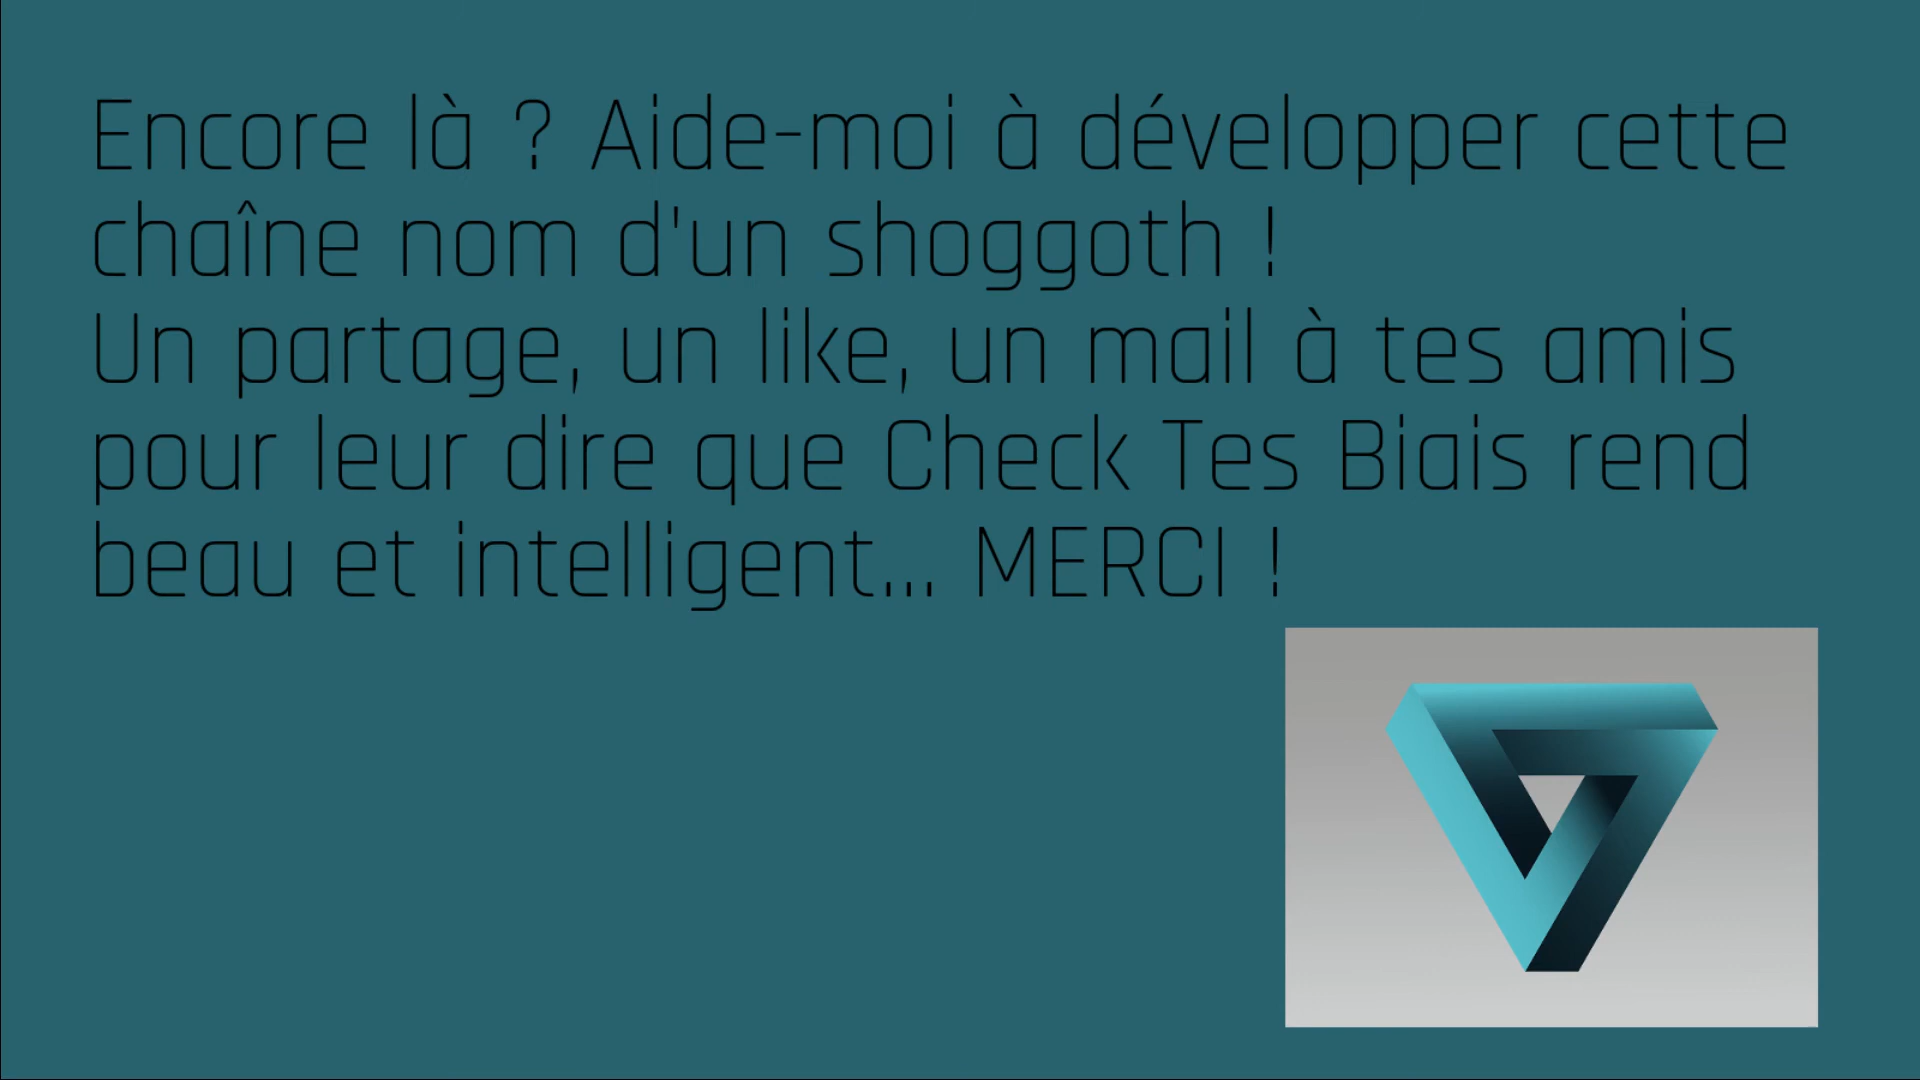 Encore là ? Aide-moi à développer cette
chaîne nom d'un shoggoth !
Un partage, un like, un mail à tes amis
pour leur dire que Check Tes Biais rend
beau et intelligent... MERCI !